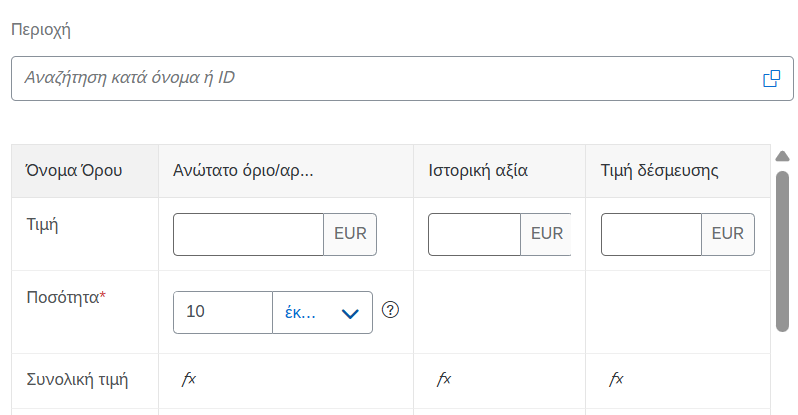 Περιοχή
Αναζήτηση κατά όνομα ή ID
Όνομα Όρου Ανώτατο όριο/αρ... Ιστορική αξία Τιμή δέσμευσης
Τιμή EUR EUR EUR
Ποσότητα* 10 έκ... ?
Συνολική τιμή fx fx fx